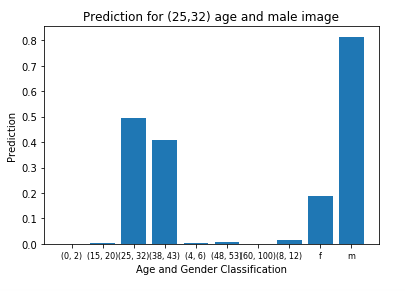 Prediction for (25,32) age and male image
Prediction
0.8
0.7
0.6
0.5
0.4
0.3
0.2
0.1
0.0
(0, 2) (15, 20) (25, 32) (38, 43) (4, 6) (48, 53) (60, 100) (8, 12) f m
Age and Gender Classification